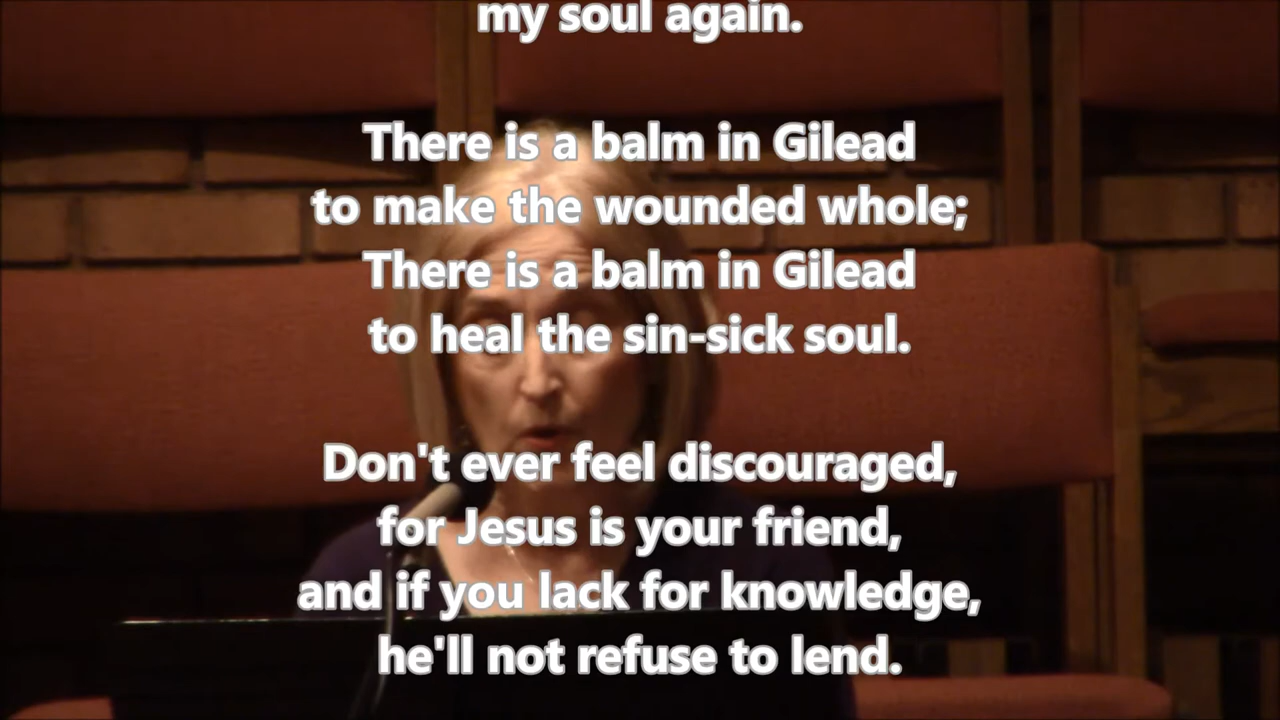 my soul again.
There is a balm in Gilead
to make the wounded whole;
There is a balm in Gilead
to heal the sin-sick soul.
Don't ever feel discouraged,
for Jesus is your friend,
and if you lack for knowledge,
he'll not refuse to lend.